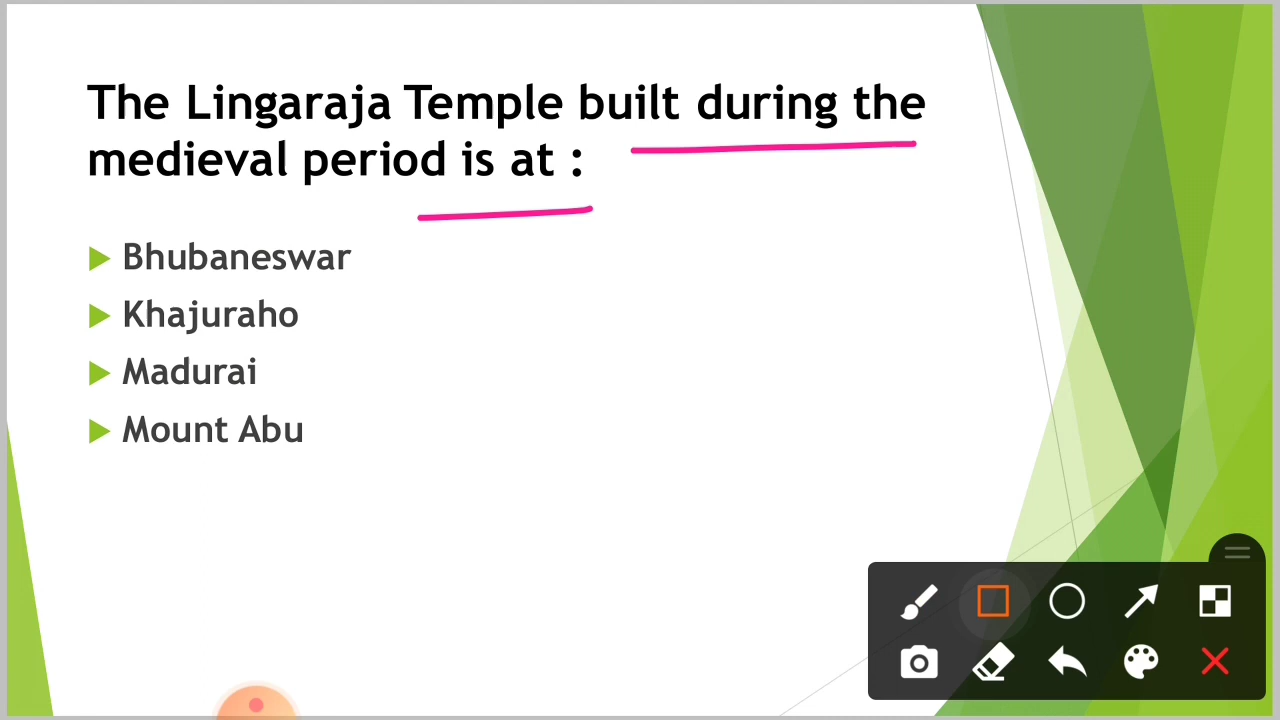 The Lingaraja Temple built during the
medieval period is at :
Bhubaneswar
Khajuraho
Madurai
Mount Abu